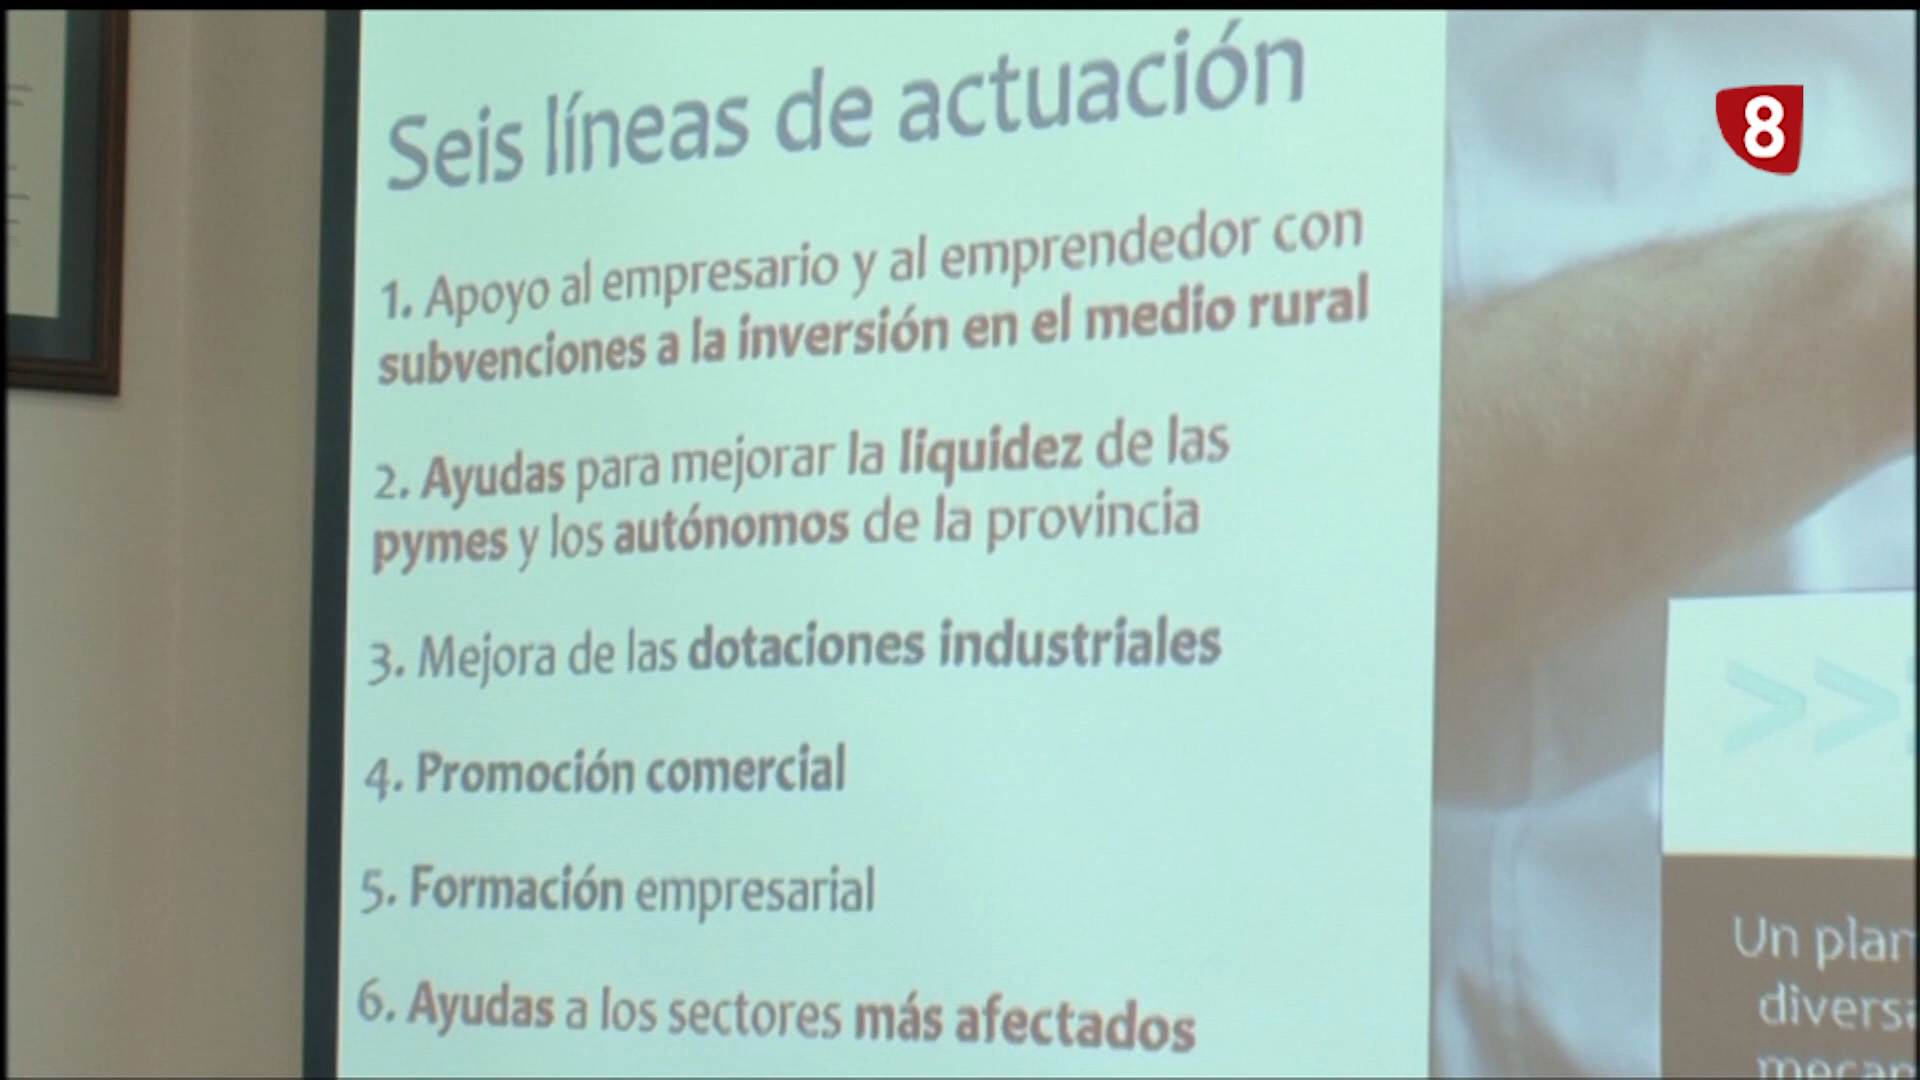 8
Seis líneas de actuación
1. Apoyo al empresario y al emprendedor con
subvenciones a la inversión en el medio rural
2. Ayudas para mejorar la liquidez de las
pymes y los autónomos de la provincia
3. Mejora de las dotaciones industriales
4. Promoción comercial
5. Formación empresarial
6. Ayudas a los sectores más afectados
>>
Un plan